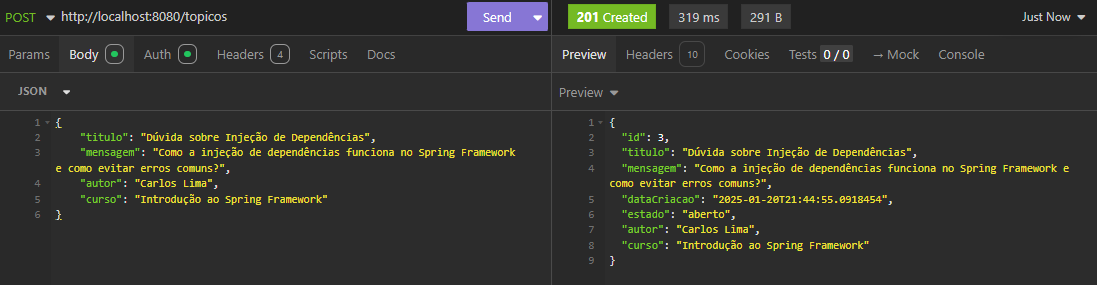 POST http://localhost:8080/topicos Send
Params Body Auth Headers 4 Scripts Docs
JSON
1 {
2 "titulo": "Dúvida sobre Injeção de Dependências",
3 "mensagem": "Como a injeção de dependências funciona no Spring Framework
e como evitar erros comuns?",
4 "autor": "Carlos Lima",
5 "curso": "Introdução ao Spring Framework"
6 }
201 Created 319 ms 291 B Just Now
Preview Headers 10 Cookies Tests 0 / 0 → Mock Console
Preview
1 {
2 "id": 3,
3 "titulo": "Dúvida sobre Injeção de Dependências",
4 "mensagem": "Como a injeção de dependências funciona no Spring Framework e
como evitar erros comuns?",
5 "dataCriacao": "2025-01-20T21:44:55.0918454",
6 "estado": "aberto",
7 "autor": "Carlos Lima",
8 "curso": "Introdução ao Spring Framework"
9 }